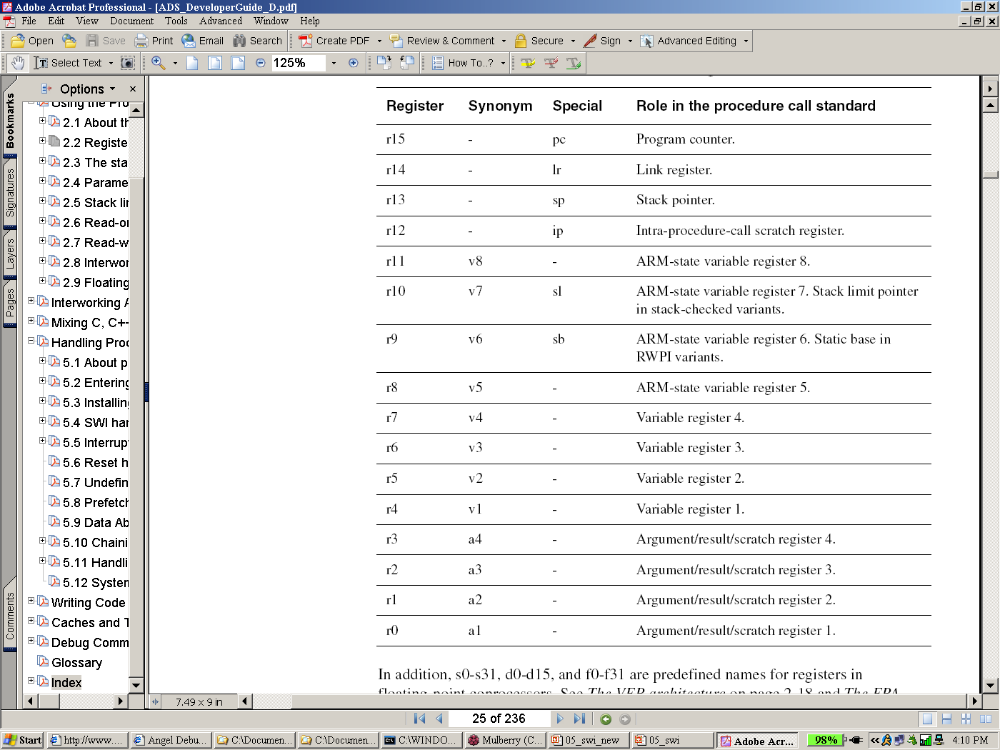 Adobe Acrobat Professional - [ADS_DeveloperGuide_D.pdf]
File Edit View Document Tools Advanced Window Help
Open Save Print Email Search Create PDF Review & Comment Secure Sign Advanced Editing
Select Text 125% How To..?
Bookmarks
Signatures
Layers
Pages
Comments
Options
Using the Pro
2.1 About th
2.2 Registe
2.3 The sta
2.4 Parame
2.5 Stack lir
2.6 Read-o
2.7 Read-w
2.8 Interwor
2.9 Floating
Interworking A
Mixing C, C+
Handling Proc
5.1 About p
5.2 Entering
5.3 Installin
5.4 SWI har
5.5 Interrup
5.6 Reset h
5.7 Undefin
5.8 Prefetch
5.9 Data Ab
5.10 Chaini
5.11 Handli
5.12 System
Writing Code
Caches and T
Debug Comm
Glossary
Index
Register Synonym Special Role in the procedure call standard
r15 - pc Program counter.
r14 - lr Link register.
r13 - sp Stack pointer.
r12 - ip Intra-procedure-call scratch register.
r11 v8 - ARM-state variable register 8.
r10 v7 sl ARM-state variable register 7. Stack limit pointer
in stack-checked variants.
r9 v6 sb ARM-state variable register 6. Static base in
RWPI variants.
r8 v5 - ARM-state variable register 5.
r7 v4 - Variable register 4.
r6 v3 - Variable register 3.
r5 v2 - Variable register 2.
r4 v1 - Variable register 1.
r3 a4 - Argument/result/scratch register 4.
r2 a3 - Argument/result/scratch register 3.
r1 a2 - Argument/result/scratch register 2.
r0 a1 - Argument/result/scratch register 1.
In addition, s0-s31, d0-d15, and f0-f31 are predefined names for registers in
floating-point coprocessors. See The VFP architecture on page 2-18 and The FPA
7.49 x 9 in
25 of 236
Start http://www.... Angel Debu... C:\Documen... C:\Documen... C:\WINDO... Mulberry (C... 05_swi_new 05_swi Adobe Acr... 98% 4:10 PM